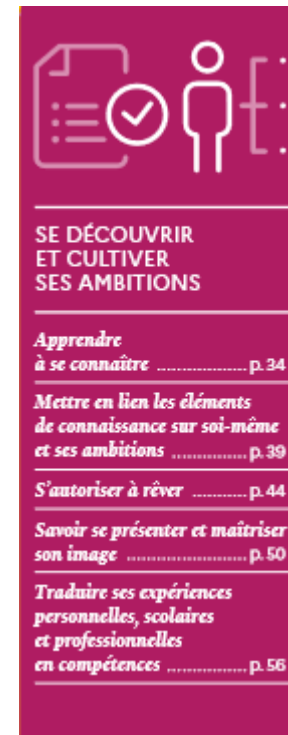 SE DÉCOUVRIR
ET CULTIVER
SES AMBITIONS
Apprendre
à se connaître .................... p. 34
Mettre en lien les éléments
de connaissance sur soi-même
et ses ambitions ................ p. 39
S'autoriser à rêver ........... p. 44
Savoir se présenter et maîtriser
son image .......................... p. 50
Traduire ses expériences
personnelles, scolaires
et professionnelles
en compétences ................. p. 56